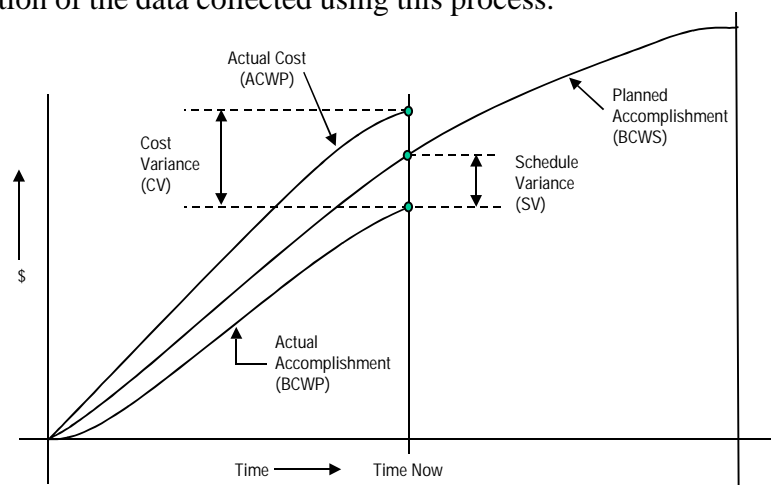 tion of the data collected using this process.
Actual Cost
(ACWP)
Planned
Accomplishment
(BCWS)
Cost
Variance
(CV)
Schedule
Variance
(SV)
$
Actual
Accomplishment
(BCWP)
Time
Time Now